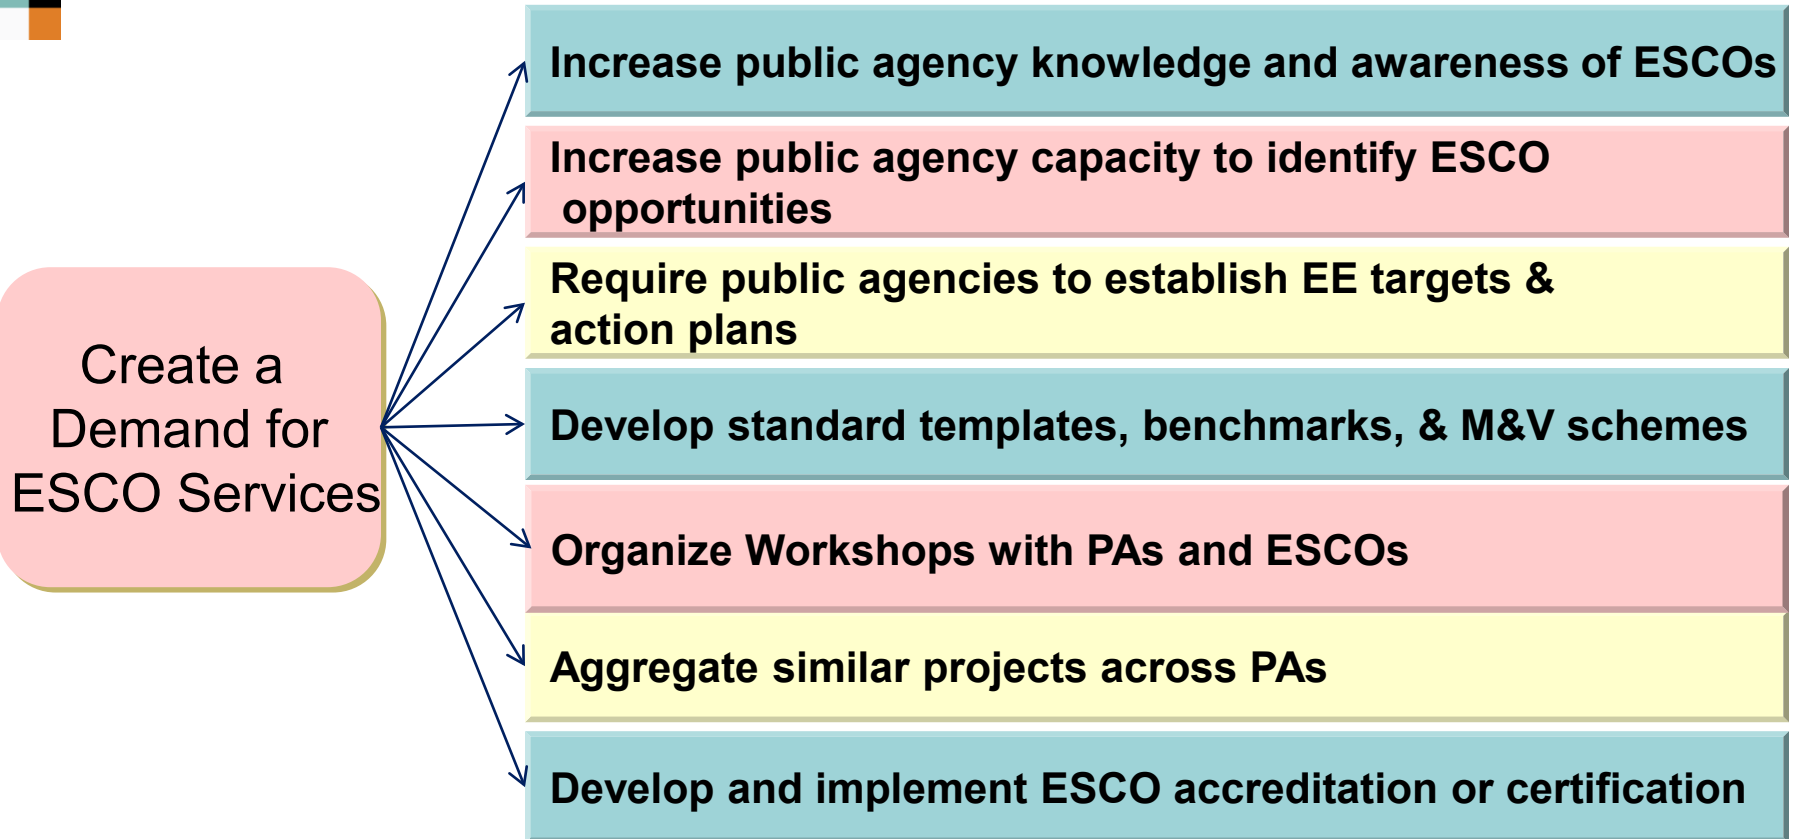 Create a
Demand for
ESCO Services
Increase public agency knowledge and awareness of ESCOs
Increase public agency capacity to identify ESCO
opportunities
Require public agencies to establish EE targets &
action plans
Develop standard templates, benchmarks, & M&V schemes
Organize Workshops with PAs and ESCOs
Aggregate similar projects across PAs
Develop and implement ESCO accreditation or certification